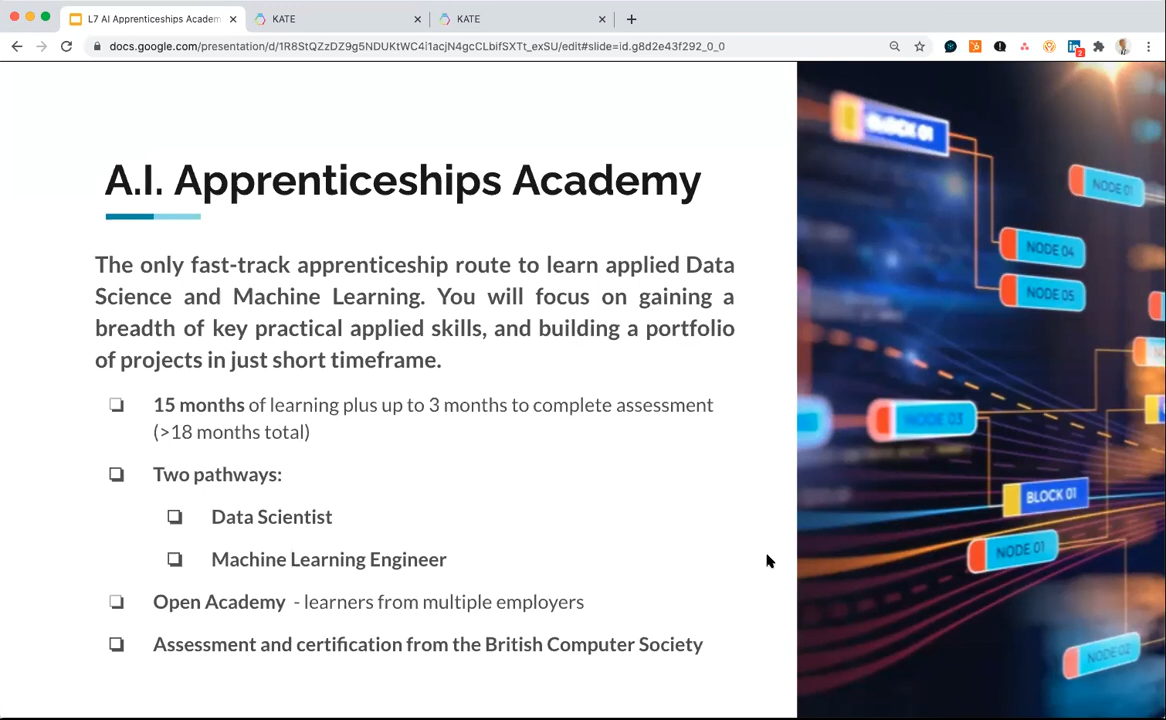 L7 AI Apprenticeships Academ
KATE
KATE
docs.google.com/presentation/d/1R8StQZzDZ9g5NDUKtWC4l1acjN4gcCLbifSXTt_exSU/edit#slide=id.g8d2e43f292_0_0
2
A.I. Apprenticeships Academy
The only fast-track apprenticeship route to learn applied Data
Science and Machine Learning. You will focus on gaining a
breadth of key practical applied skills, and building a portfolio
of projects in just short timeframe.
15 months of learning plus up to 3 months to complete assessment
(>18 months total)
Two pathways:
Data Scientist
Machine Learning Engineer
Open Academy - learners from multiple employers
Assessment and certification from the British Computer Society
BLOCK 01
NODE 01
NODE 04
NODE 05
NODE 03
BLOCK 01
NODE 01
NODE 02